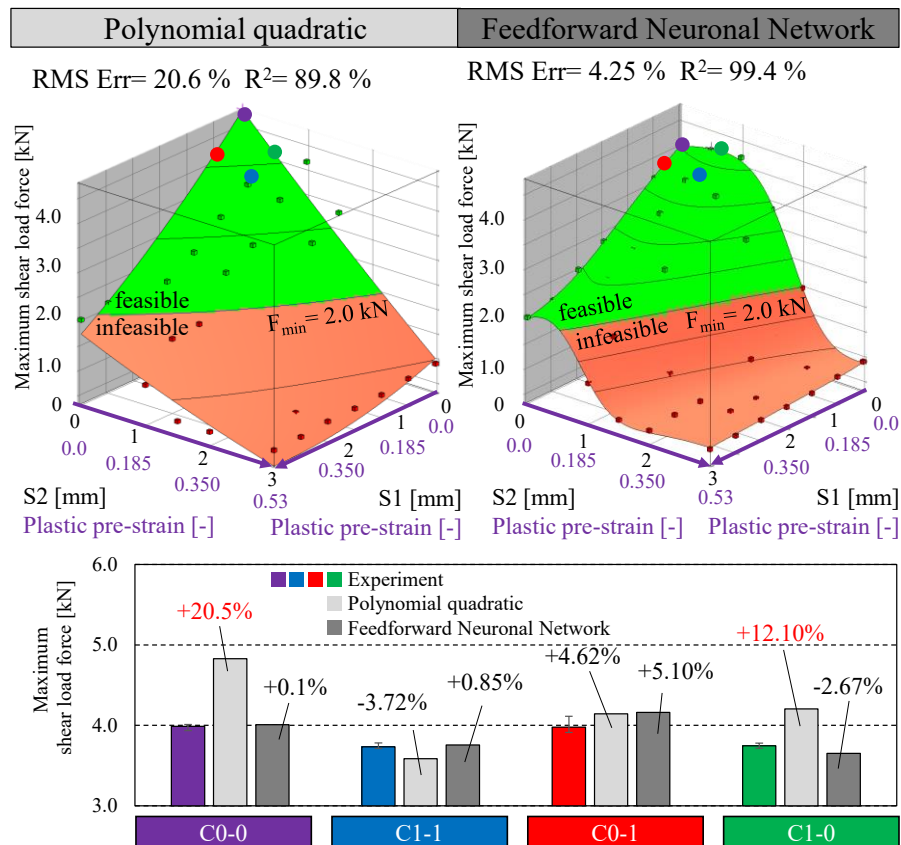 Polynomial quadratic
Feedforward Neuronal Network
RMS Err= 20.6 % R²= 89.8 %
RMS Err= 4.25 % R²= 99.4 %
Maximum shear load force [kN]
4.0
3.0
2.0
1.0
0
feasible
infeasible
F_min = 2.0 kN
0
0.0
1
0.185
2
0.350
3
0.53
2
0.350
1
0.185
0
0.0
S2 [mm]
S1 [mm]
Plastic pre-strain [-]
Plastic pre-strain [-]
Maximum shear load force [kN]
4.0
3.0
2.0
1.0
0
feasible
infeasible
F_min = 2.0 kN
0
0.0
1
0.185
2
0.350
3
0.53
2
0.350
1
0.185
0
0.0
S2 [mm]
S1 [mm]
Plastic pre-strain [-]
Plastic pre-strain [-]
Maximum
shear load force [kN]
6.0
5.0
4.0
3.0
Experiment
Polynomial quadratic
Feedforward Neuronal Network
+20.5%
+0.1%
-3.72%
+0.85%
+4.62%
+5.10%
+12.10%
-2.67%
C0-0
C1-1
C0-1
C1-0